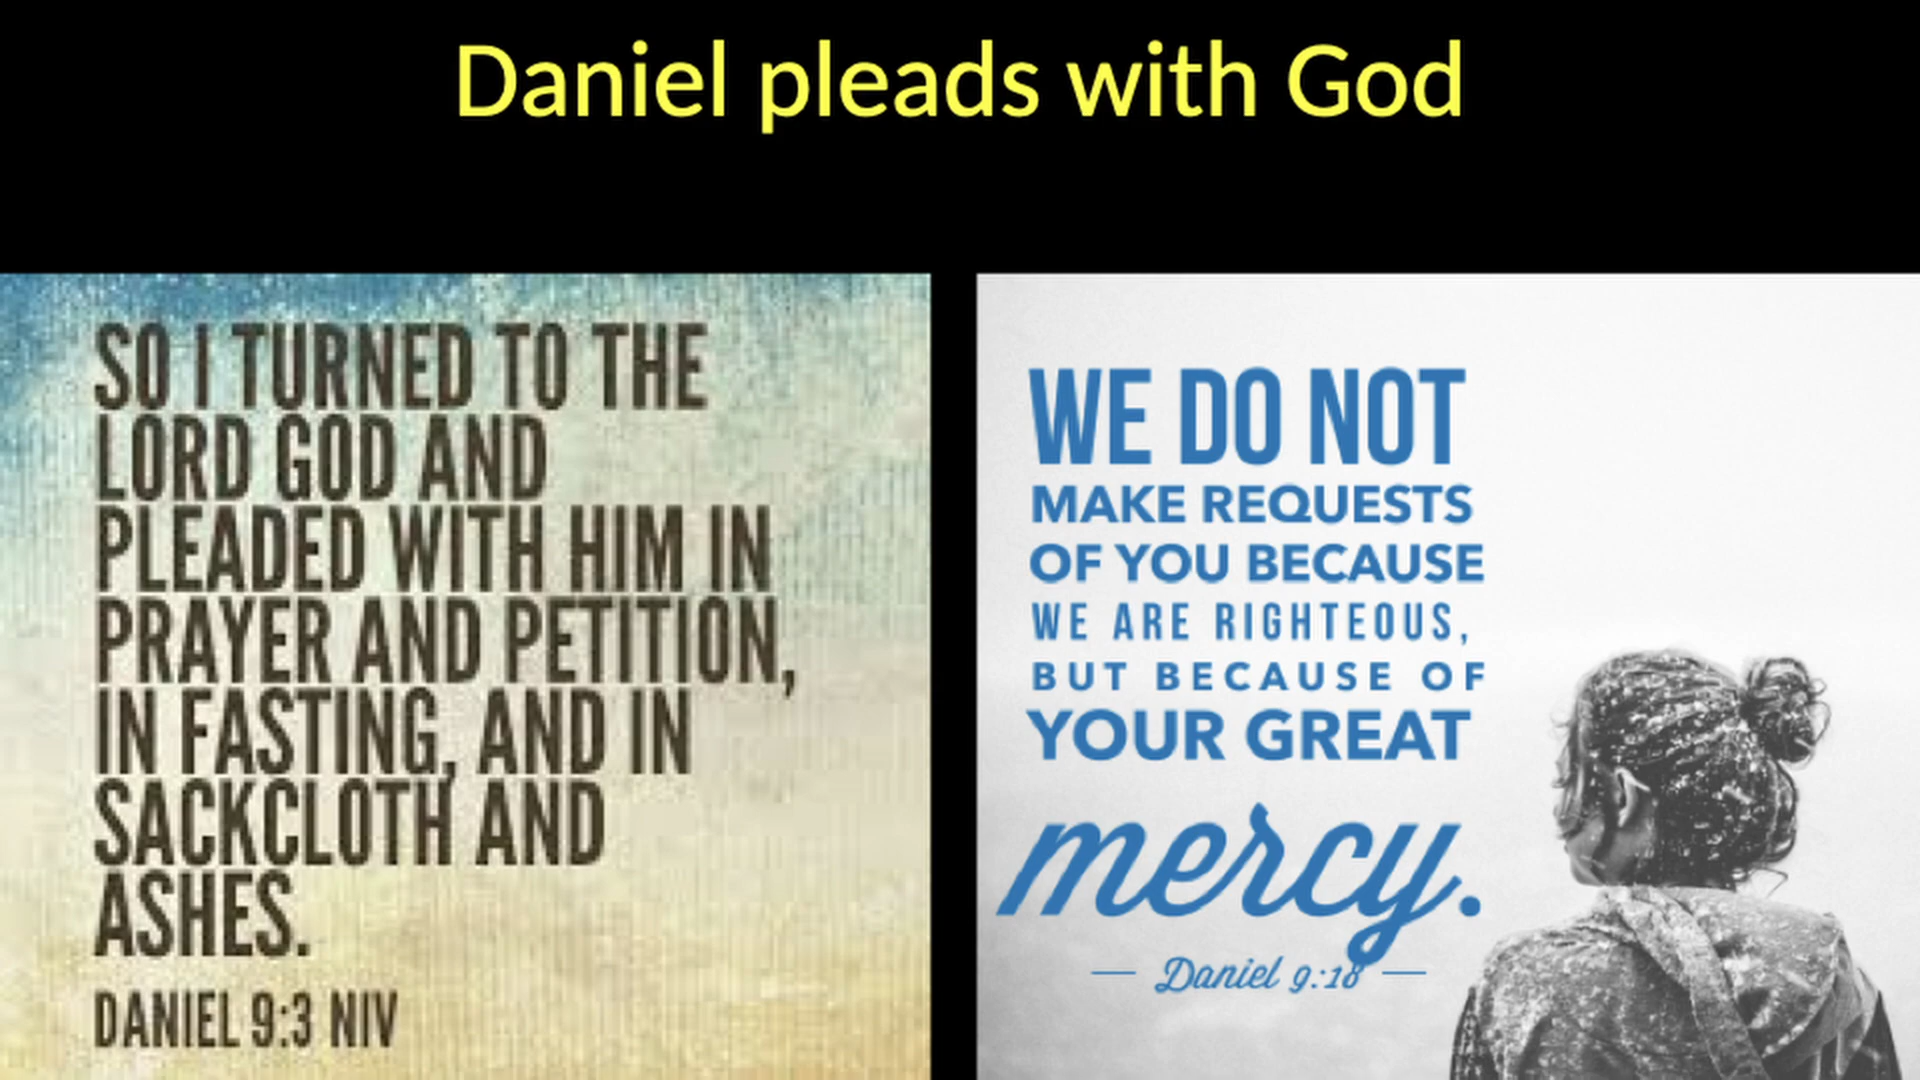 Daniel pleads with God
SO I TURNED TO THE
LORD GOD AND
PLEADED WITH HIM IN
PRAYER AND PETITION,
IN FASTING, AND IN
SACKCLOTH AND
ASHES.
DANIEL 9:3 NIV
WE DO NOT
MAKE REQUESTS
OF YOU BECAUSE
WE ARE RIGHTEOUS,
BUT BECAUSE OF
YOUR GREAT
mercy.
— Daniel 9:18 —